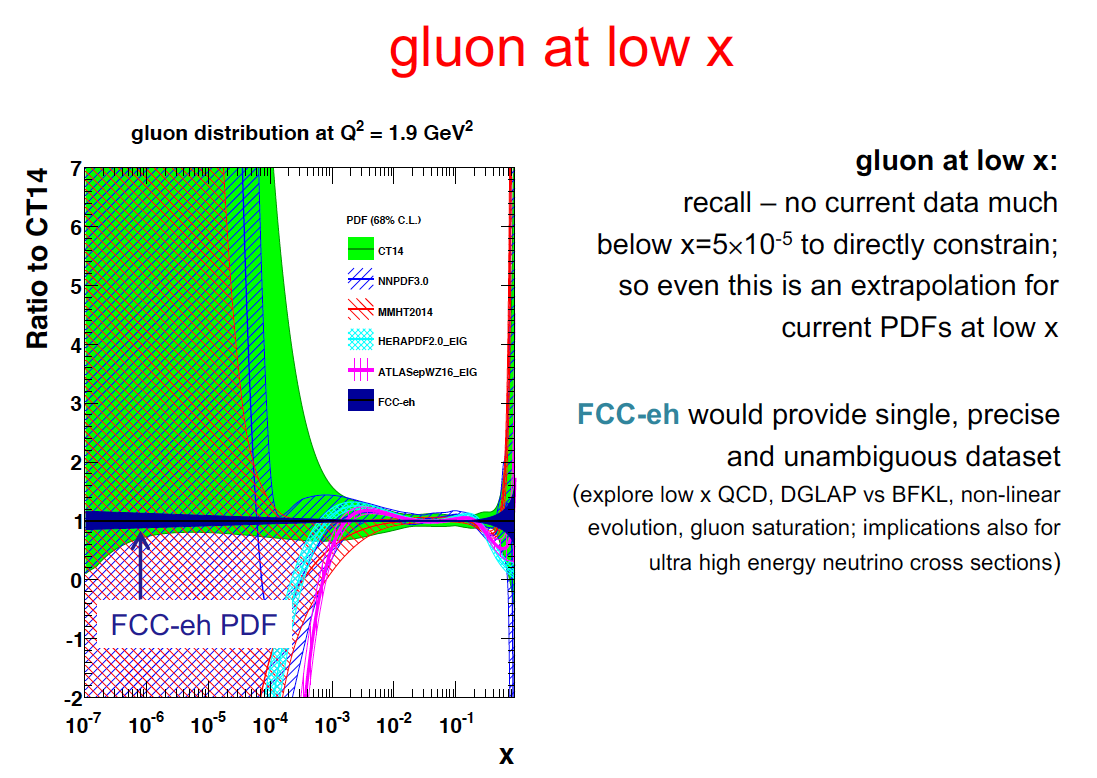 gluon at low x
gluon distribution at Q² = 1.9 GeV²
Ratio to CT14
7
6
5
4
3
2
1
0
-1
-2
PDF (68% C.L.)
CT14
NNPDF3.0
MMHT2014
HERAPDF2.0_EIG
ATLASepWZ16_EIG
FCC-eh
FCC-eh PDF
10⁻⁷ 10⁻⁶ 10⁻⁵ 10⁻⁴ 10⁻³ 10⁻² 10⁻¹
x
gluon at low x:
recall – no current data much
below x=5×10⁻⁵ to directly constrain;
so even this is an extrapolation for
current PDFs at low x
FCC-eh would provide single, precise
and unambiguous dataset
(explore low x QCD, DGLAP vs BFKL, non-linear
evolution, gluon saturation; implications also for
ultra high energy neutrino cross sections)